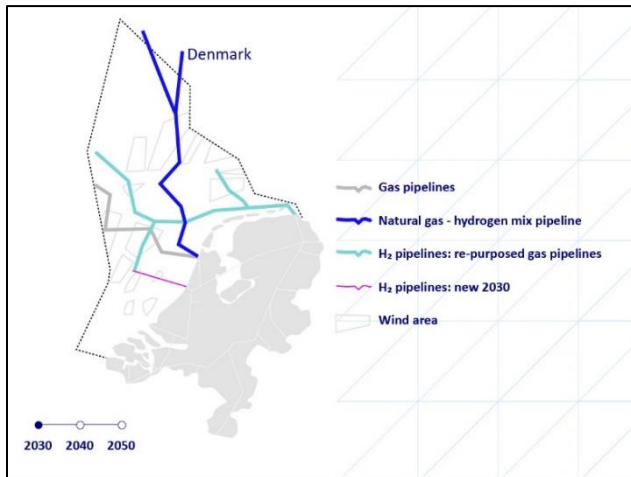 Denmark
Gas pipelines
Natural gas - hydrogen mix pipeline
H₂ pipelines: re-purposed gas pipelines
H₂ pipelines: new 2030
Wind area
2030 2040 2050